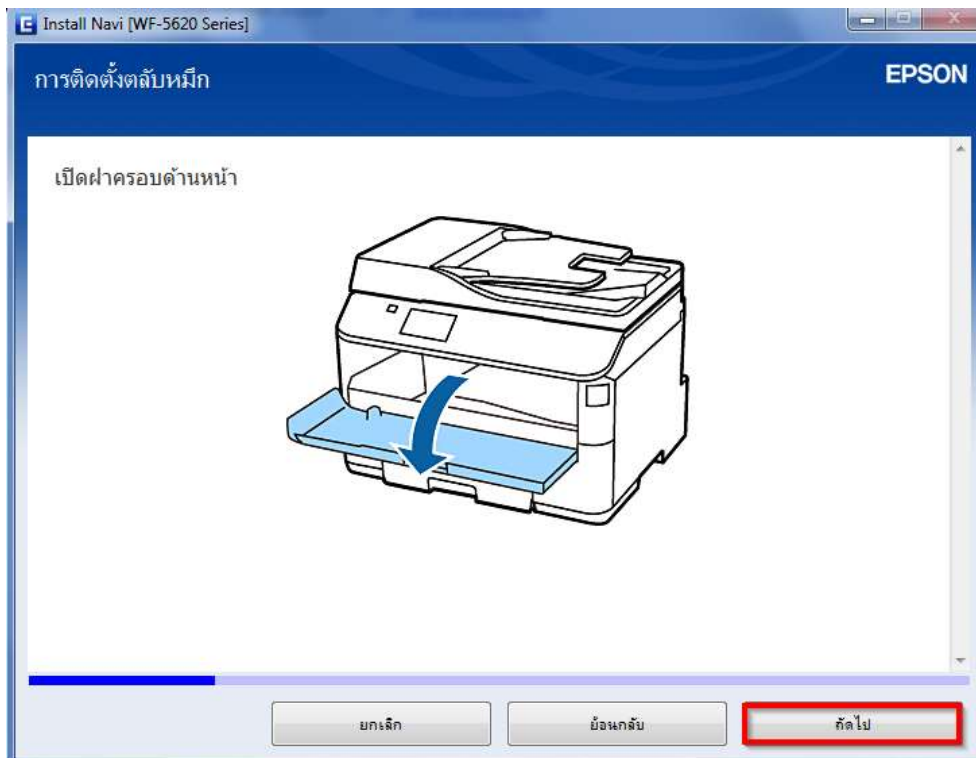 Install Navi [WF-5620 Series]
การติดตั้งตลับหมึก
EPSON
เปิดฝาครอบด้านหน้า
ยกเลิก
ย้อนกลับ
ถัดไป